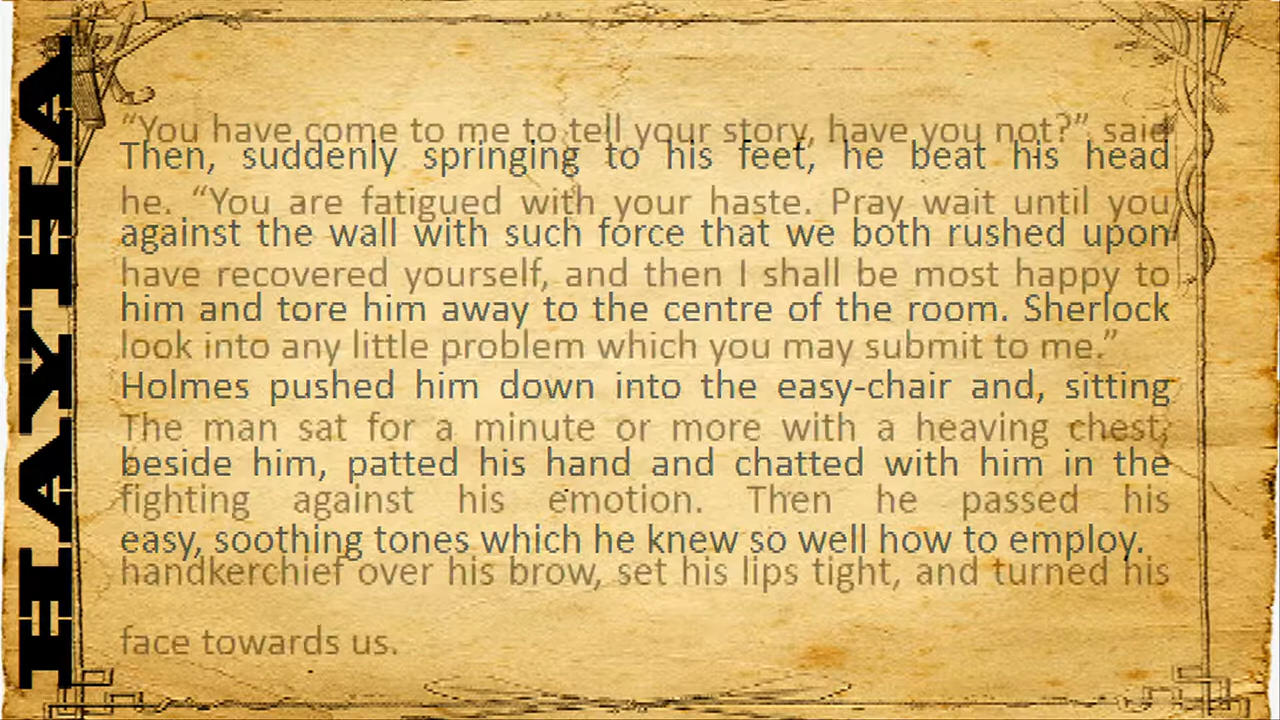 Then, suddenly springing to his feet, he beat his head
against the wall with such force that we both rushed upon
him and tore him away to the centre of the room. Sherlock
Holmes pushed him down into the easy-chair and, sitting
beside him, patted his hand and chatted with him in the
easy, soothing tones which he knew so well how to employ.
“You have come to me to tell your story, have you not?” said
he. “You are fatigued with your haste. Pray wait until you
have recovered yourself, and then I shall be most happy to
look into any little problem which you may submit to me.”
The man sat for a minute or more with a heaving chest,
fighting against his emotion. Then he passed his
handkerchief over his brow, set his lips tight, and turned his
face towards us.